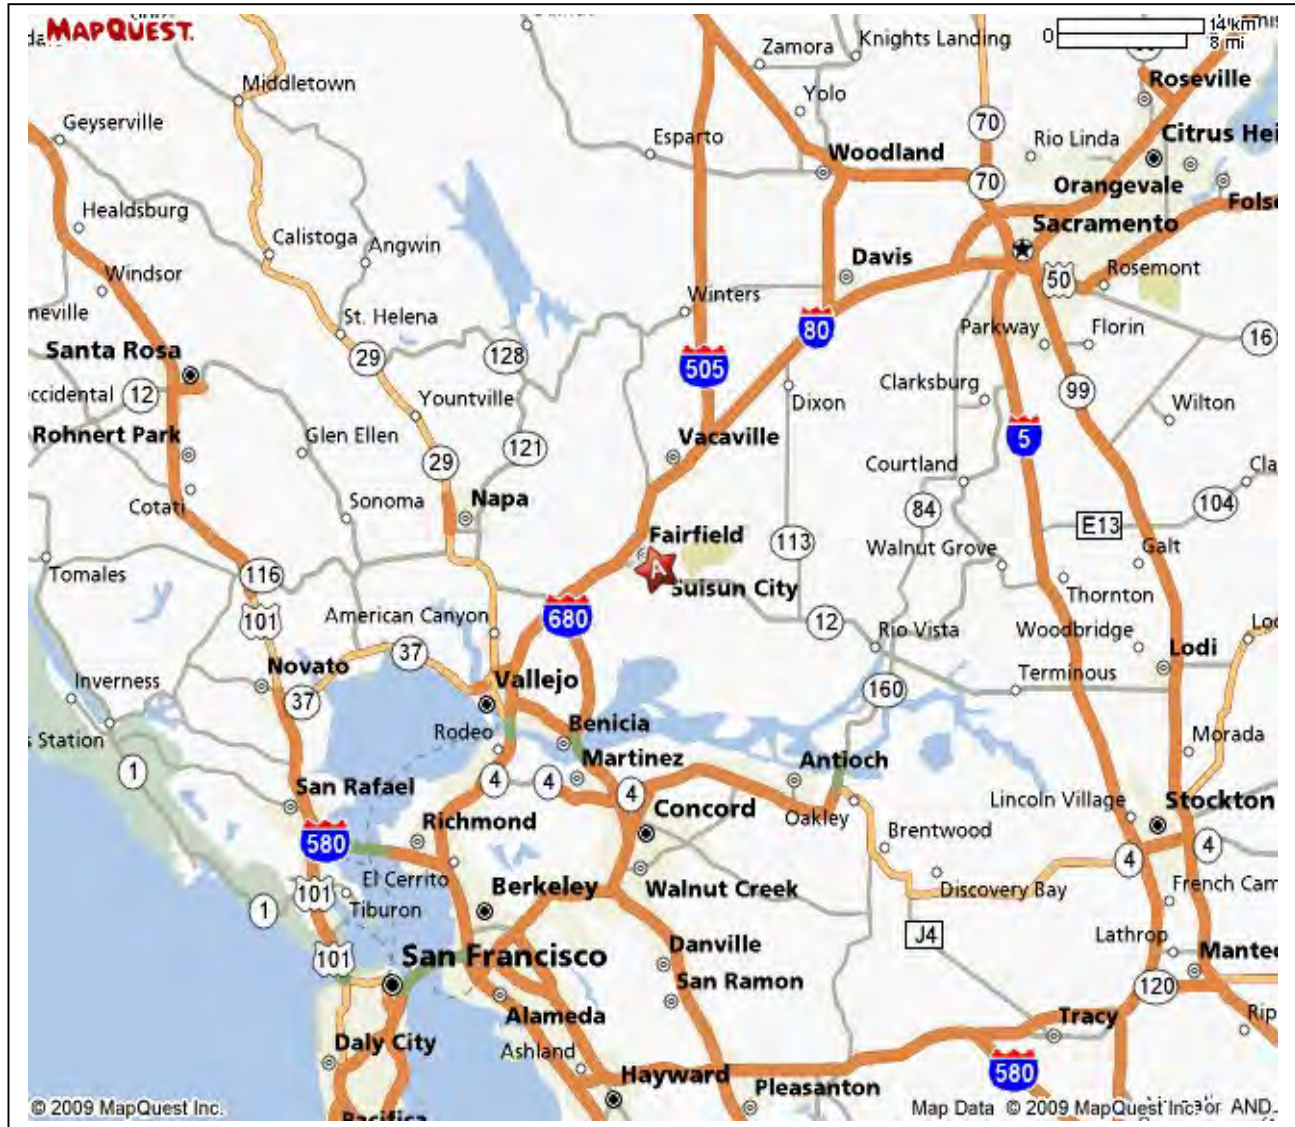 MAPQUEST.
14 km
0
8 mi
Zamora
Knights Landing
Middletown
Yolo
Roseville
Geyserville
70
Esparto
Rio Linda
Citrus Hei
Woodland
70
Orangevale
Folso
Healdsburg
Sacramento
Calistoga
Angwin
Davis
Windsor
50
Rosemont
Winters
neville
St. Helena
80
Parkway
Florin
16
Santa Rosa
29
128
505
Clarksburg
99
ccidental
12
Yountville
Dixon
Wilton
Rohnert Park
Glen Ellen
121
Vacaville
5
29
Courtland
Cla
Cotati
Sonoma
Napa
84
104
Fairfield
113
E13
Walnut Grove
Galt
Tomales
116
A
Suisun City
Thornton
101
American Canyon
680
12
Rio Vista
Woodbridge
Lodi
Loc
Novato
37
Terminous
Inverness
37
Vallejo
160
s Station
Rodeo
Benicia
Morada
1
Martinez
Antioch
San Rafael
4
4
4
Concord
Lincoln Village
Stockton
Richmond
Oakley
Brentwood
580
4
4
El Cerrito
Berkeley
Walnut Creek
Discovery Bay
French Cam
101
Tiburon
1
J4
Lathrop
Mantec
101
San Francisco
Danville
San Ramon
120
Alameda
Tracy
Rip
Daly City
Ashland
Hayward
580
Pleasanton
Pacifica
© 2009 MapQuest Inc.
Map Data © 2009 MapQuest Inc.
AND